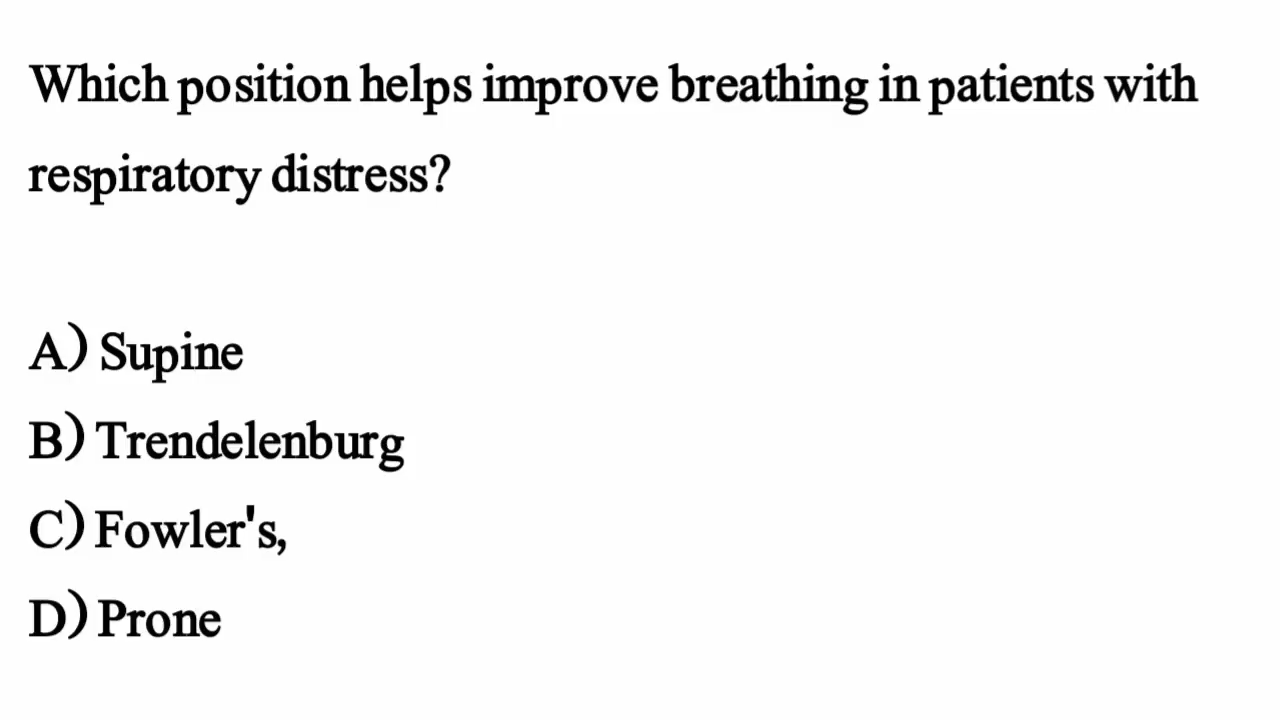 Which position helps improve breathing in patients with
respiratory distress?
A) Supine
B) Trendelenburg
C) Fowler's,
D) Prone